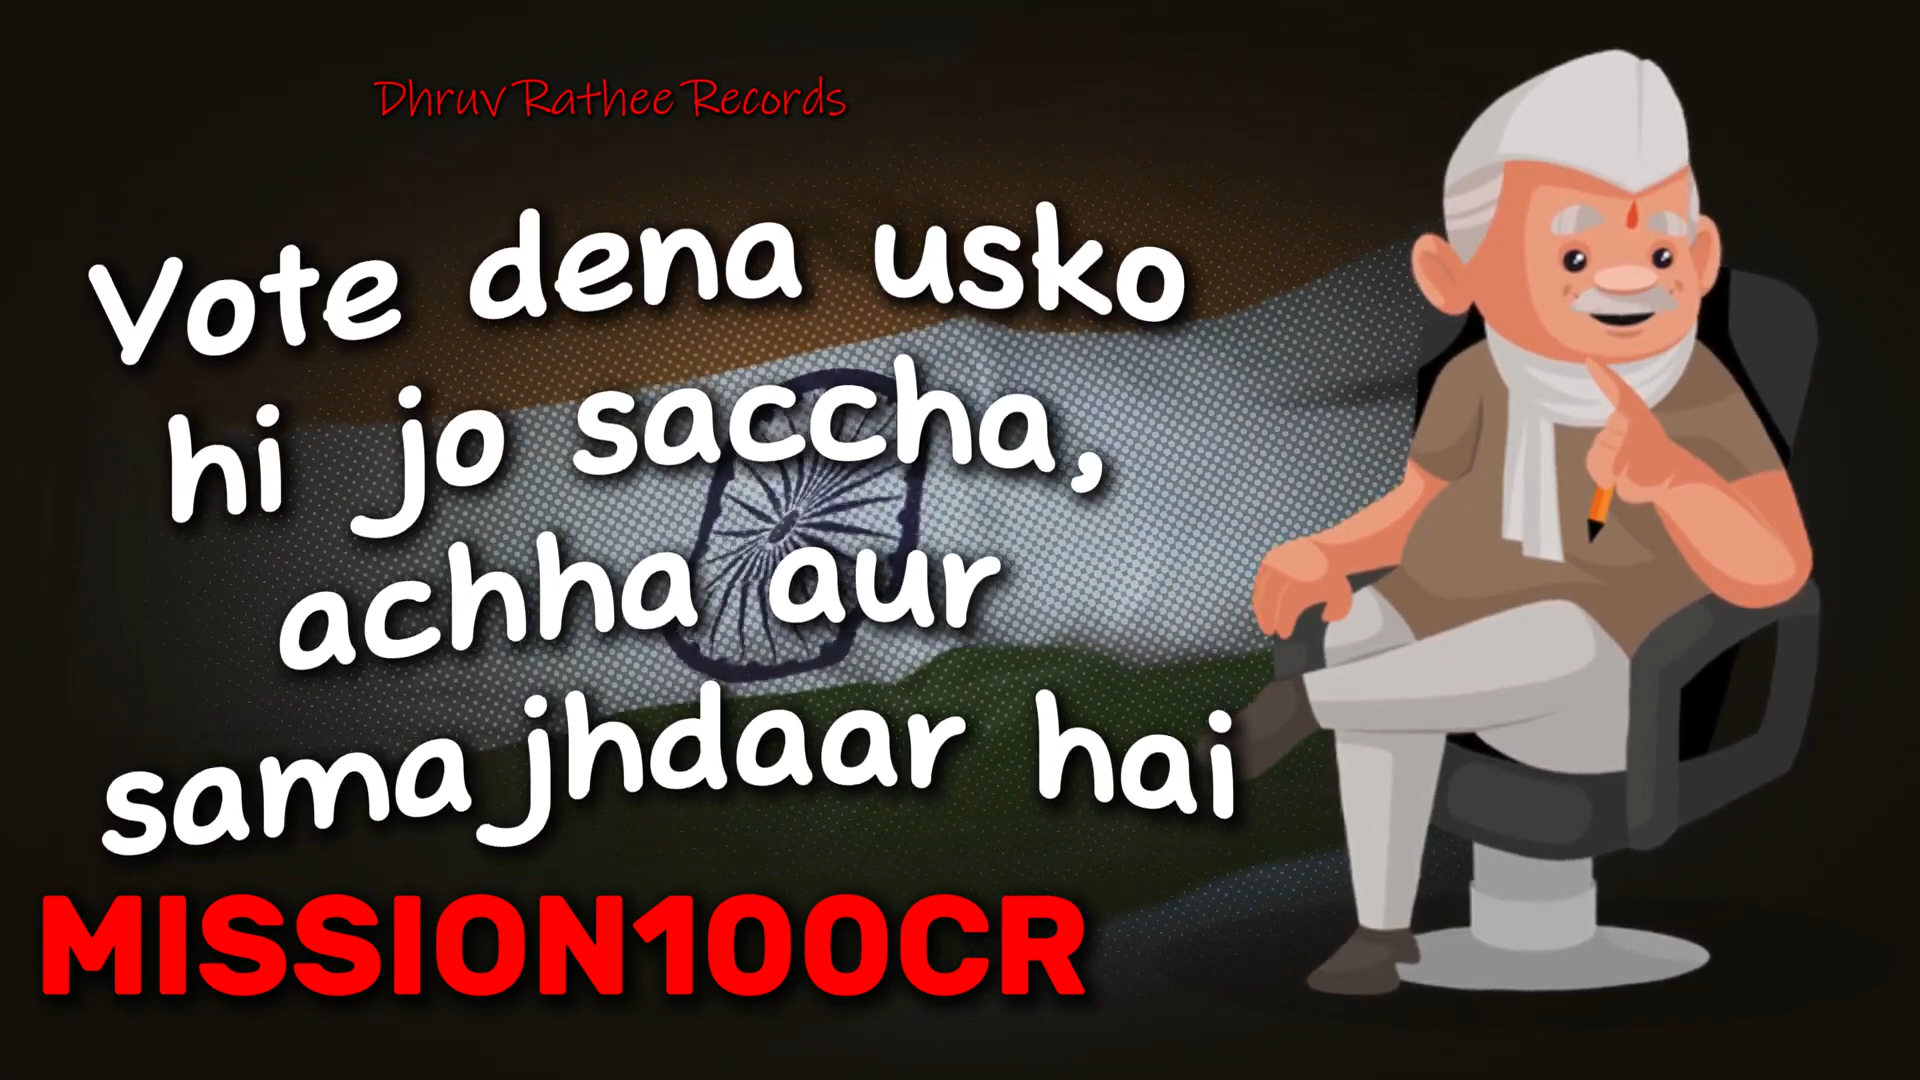 Dhruv Rathee Records
Vote dena usko
hi jo saccha,
achha aur
samajhdaar hai
MISSION100CR